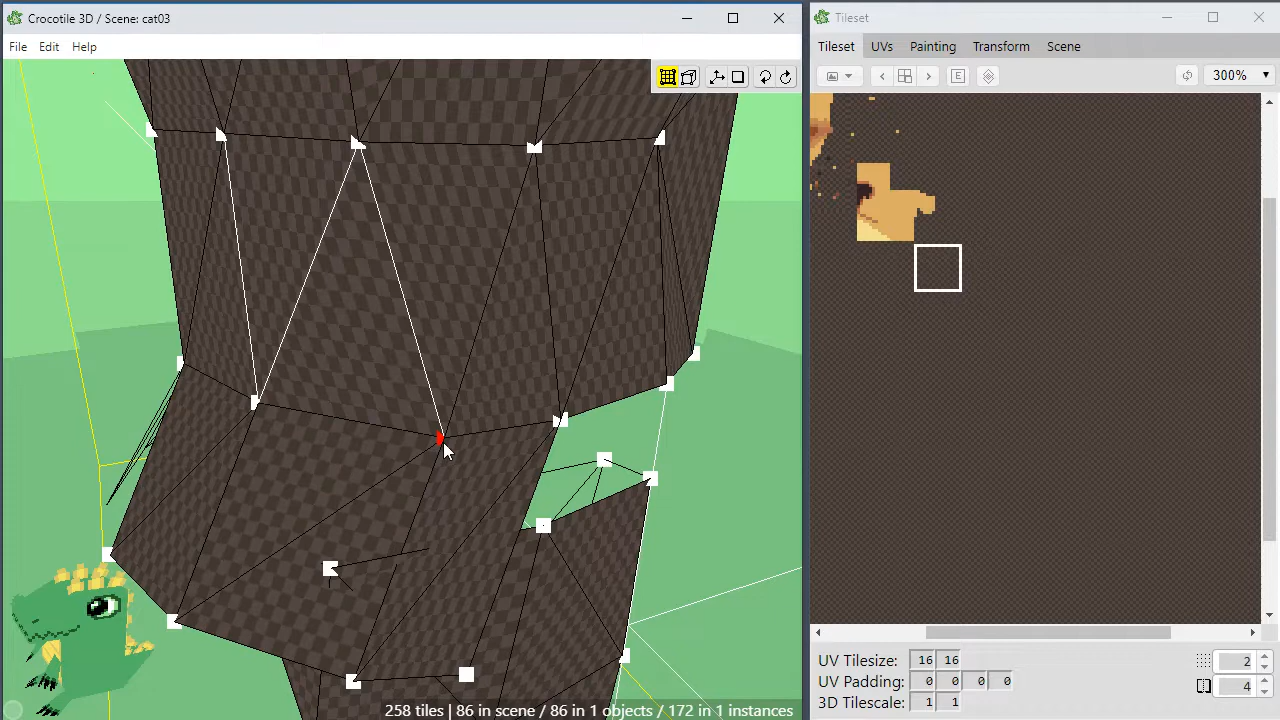 Crocotile 3D / Scene: cat03
File Edit Help
258 tiles | 86 in scene / 86 in 1 objects / 172 in 1 instances
Tileset
Tileset UVs Painting Transform Scene
E 300%
UV Tilesize: 16 16
2
UV Padding: 0 0 0 0
4
3D Tilescale: 1 1